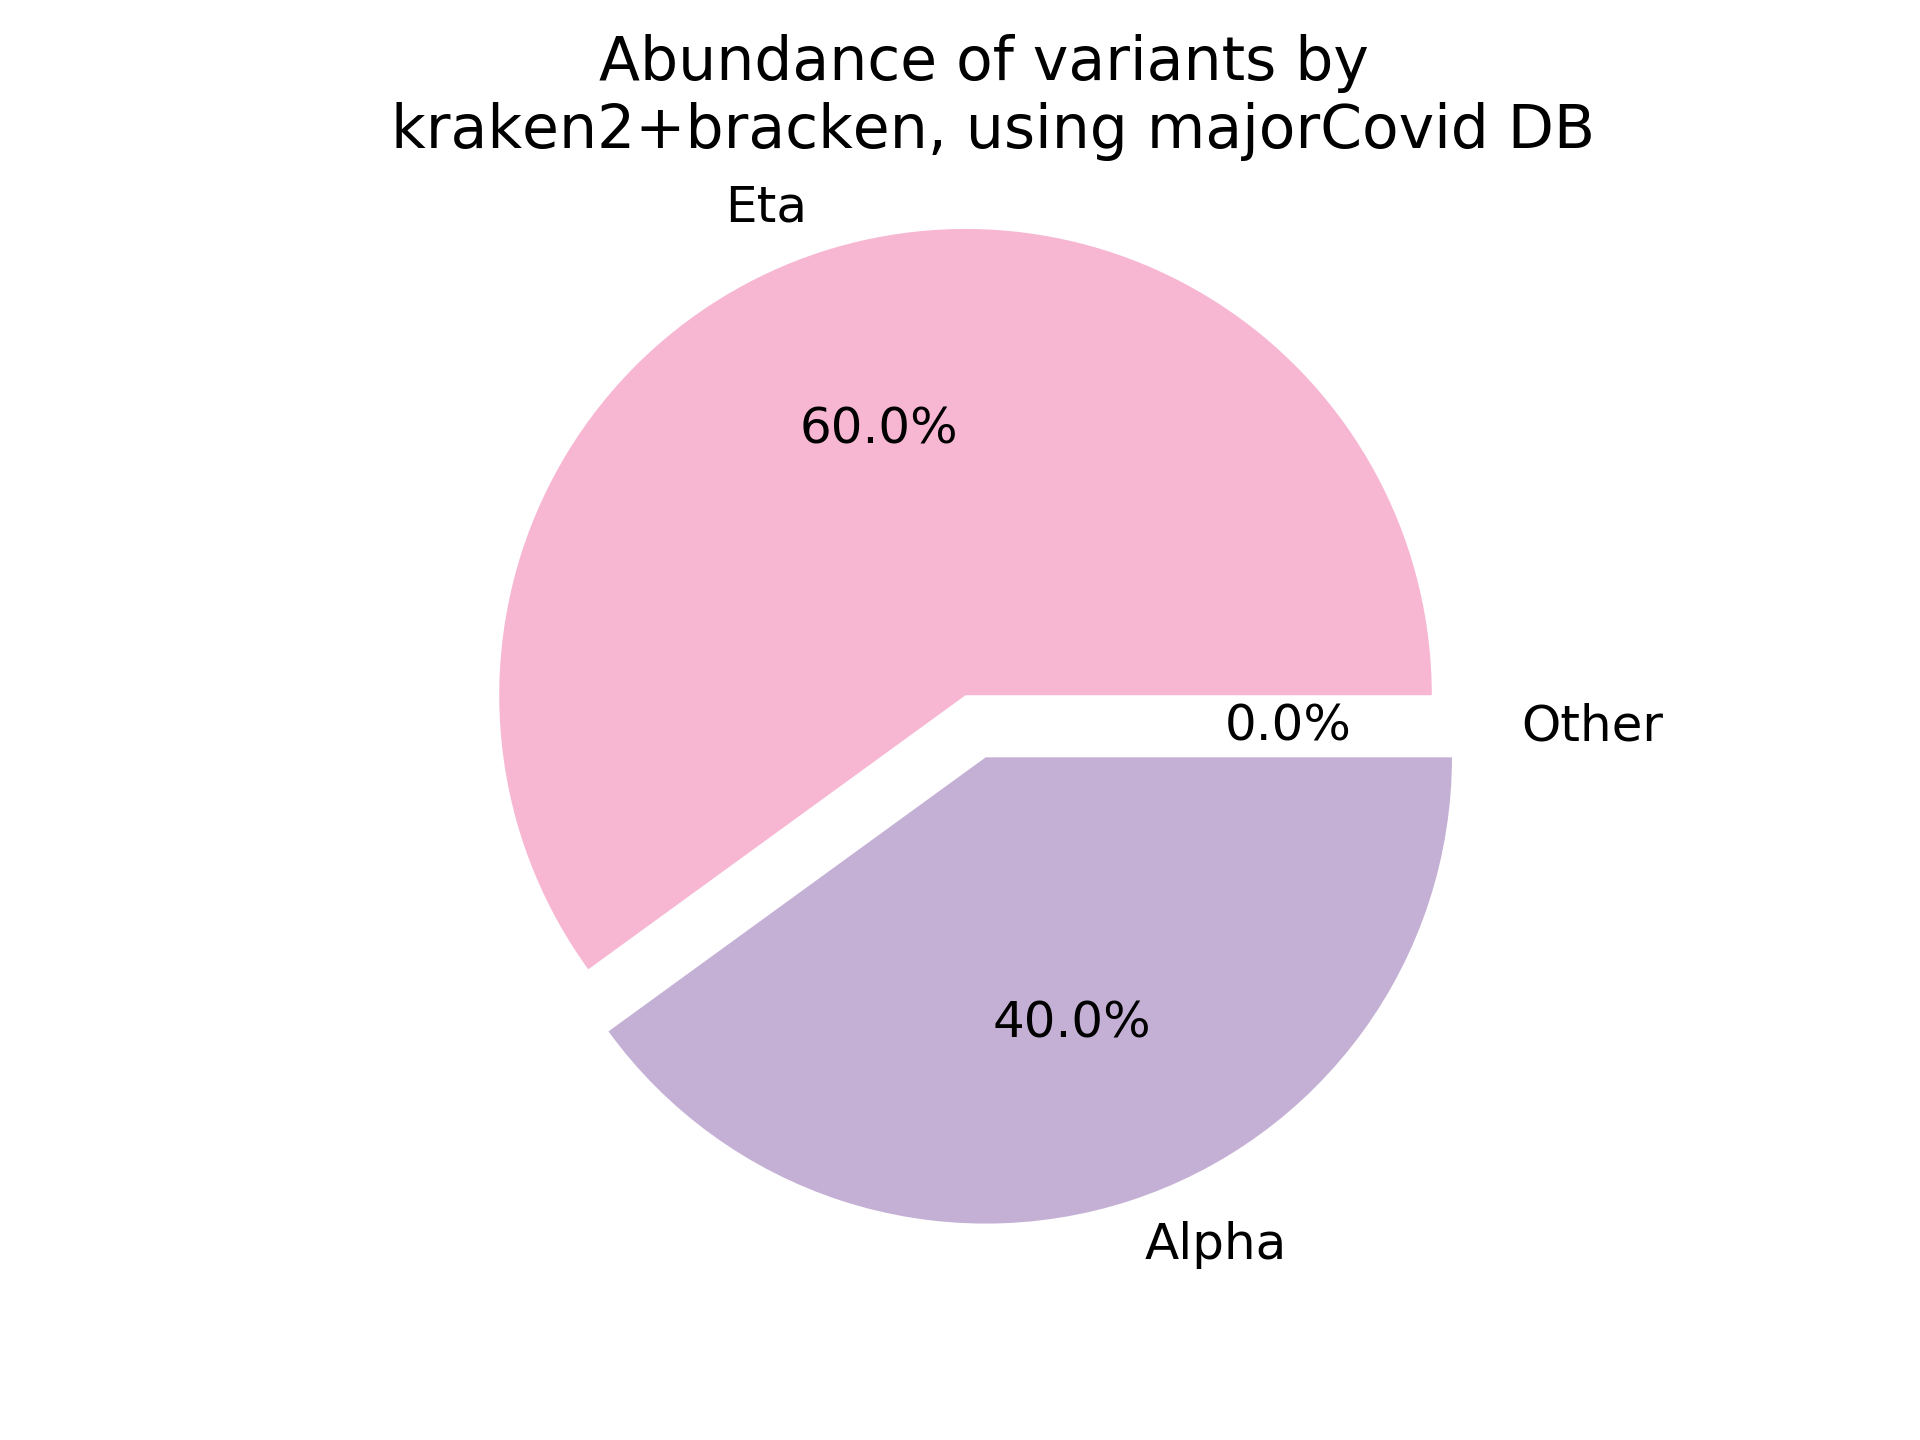 Abundance of variants by
kraken2+bracken, using majorCovid DB
Eta
60.0%
0.0%
Other
40.0%
Alpha